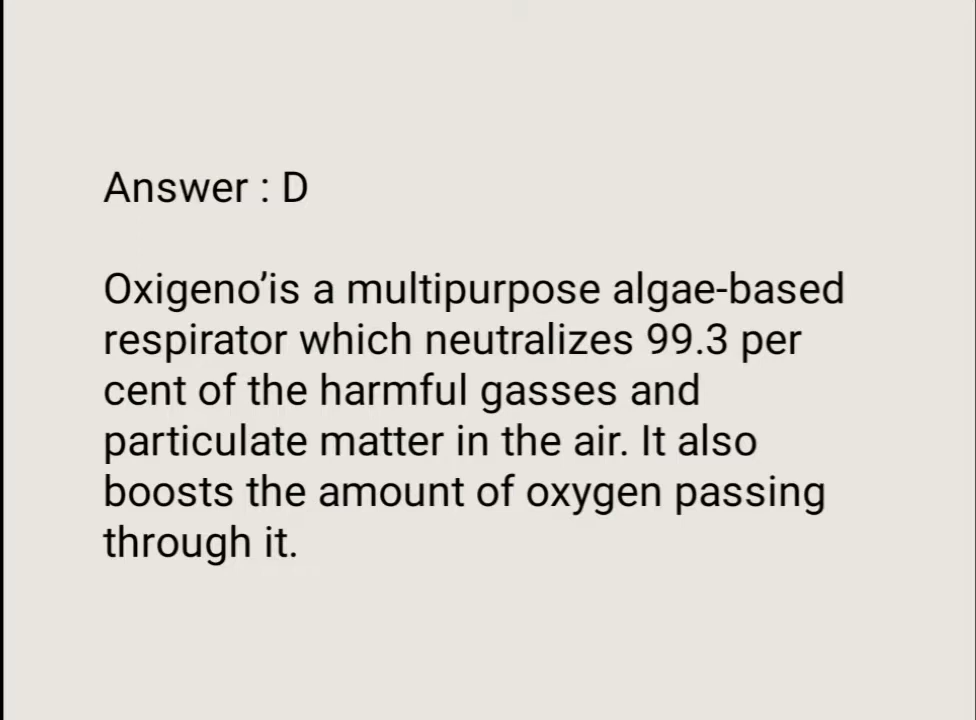 Answer : D
Oxigeno’is a multipurpose algae-based
respirator which neutralizes 99.3 per
cent of the harmful gasses and
particulate matter in the air. It also
boosts the amount of oxygen passing
through it.